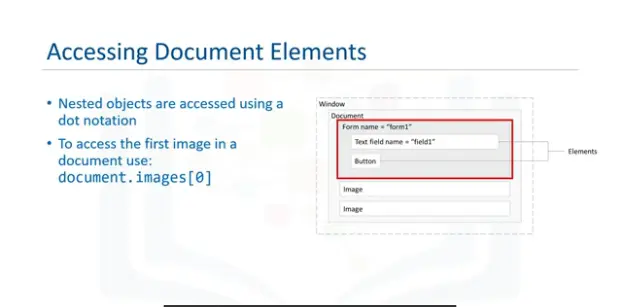 Accessing Document Elements
• Nested objects are accessed using a
dot notation
• To access the first image in a
document use:
document.images[0]
Window
Document
Form name = "form1"
Text field name = "field1"
Button
Elements
Image
Image